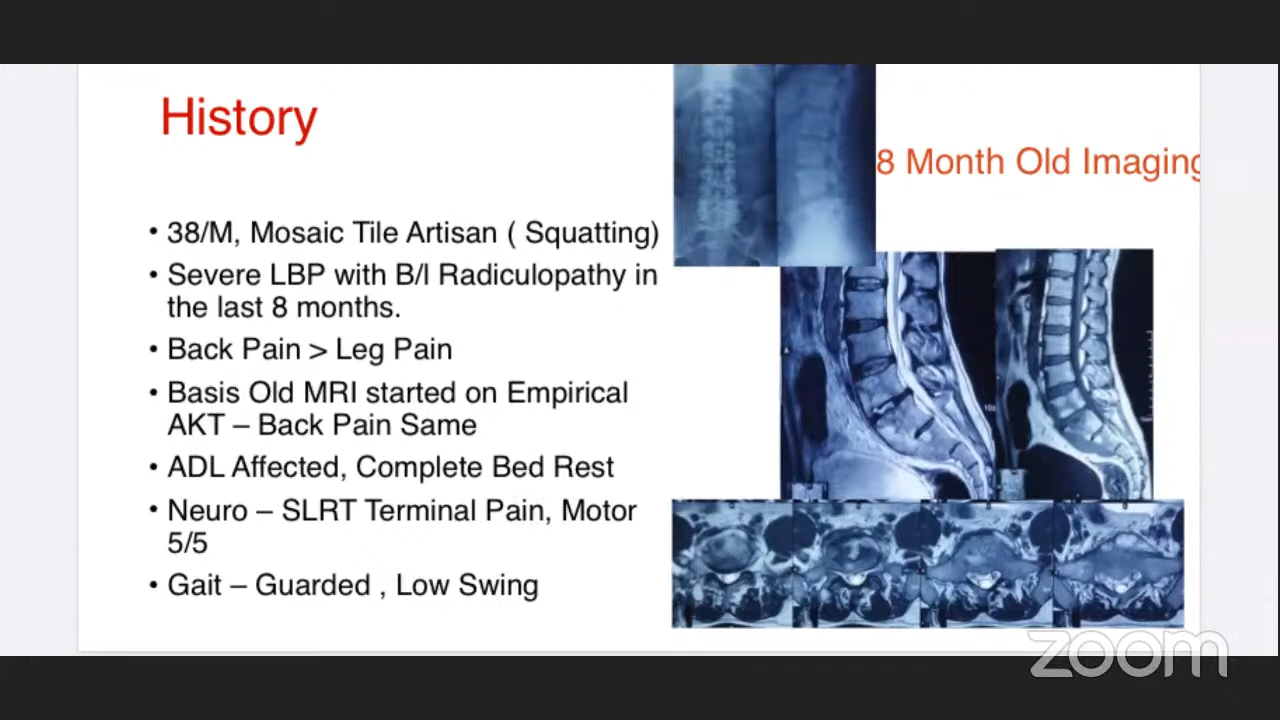 History
8 Month Old Imaging
• 38/M, Mosaic Tile Artisan ( Squatting)
• Severe LBP with B/l Radiculopathy in
the last 8 months.
• Back Pain > Leg Pain
• Basis Old MRI started on Empirical
AKT – Back Pain Same
• ADL Affected, Complete Bed Rest
• Neuro – SLRT Terminal Pain, Motor
5/5
• Gait – Guarded , Low Swing
zoom